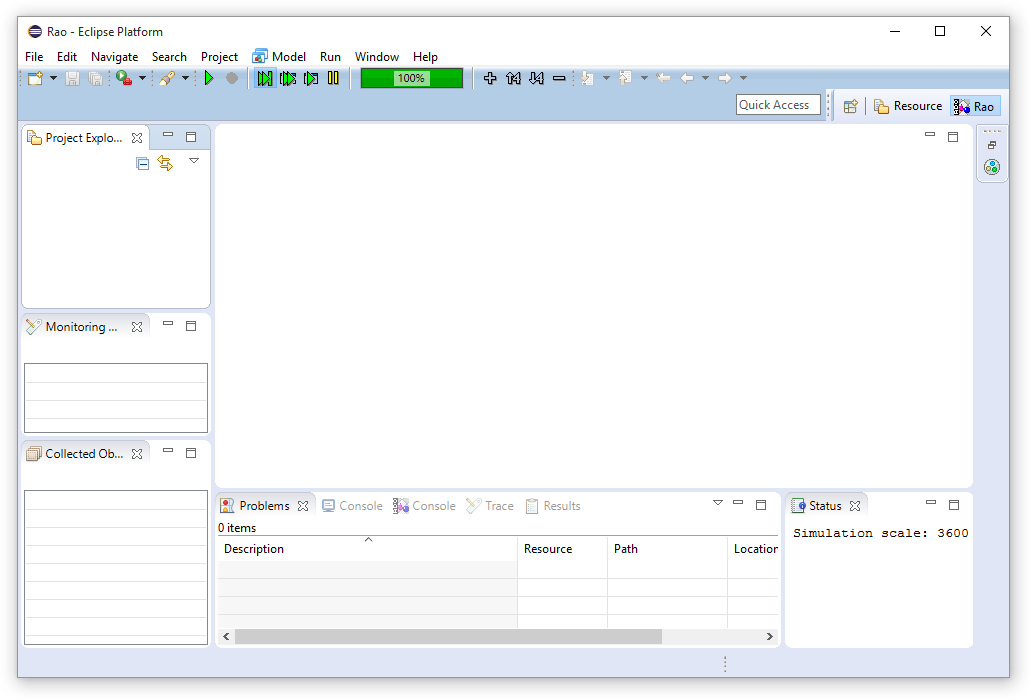 Rao - Eclipse Platform
File Edit Navigate Search Project Model Run Window Help
100%
Quick Access
Resource
Rao
Project Explo...
Monitoring ...
Collected Ob...
Problems Console Console Trace Results
0 items
Description Resource Path Location
Status
Simulation scale: 3600